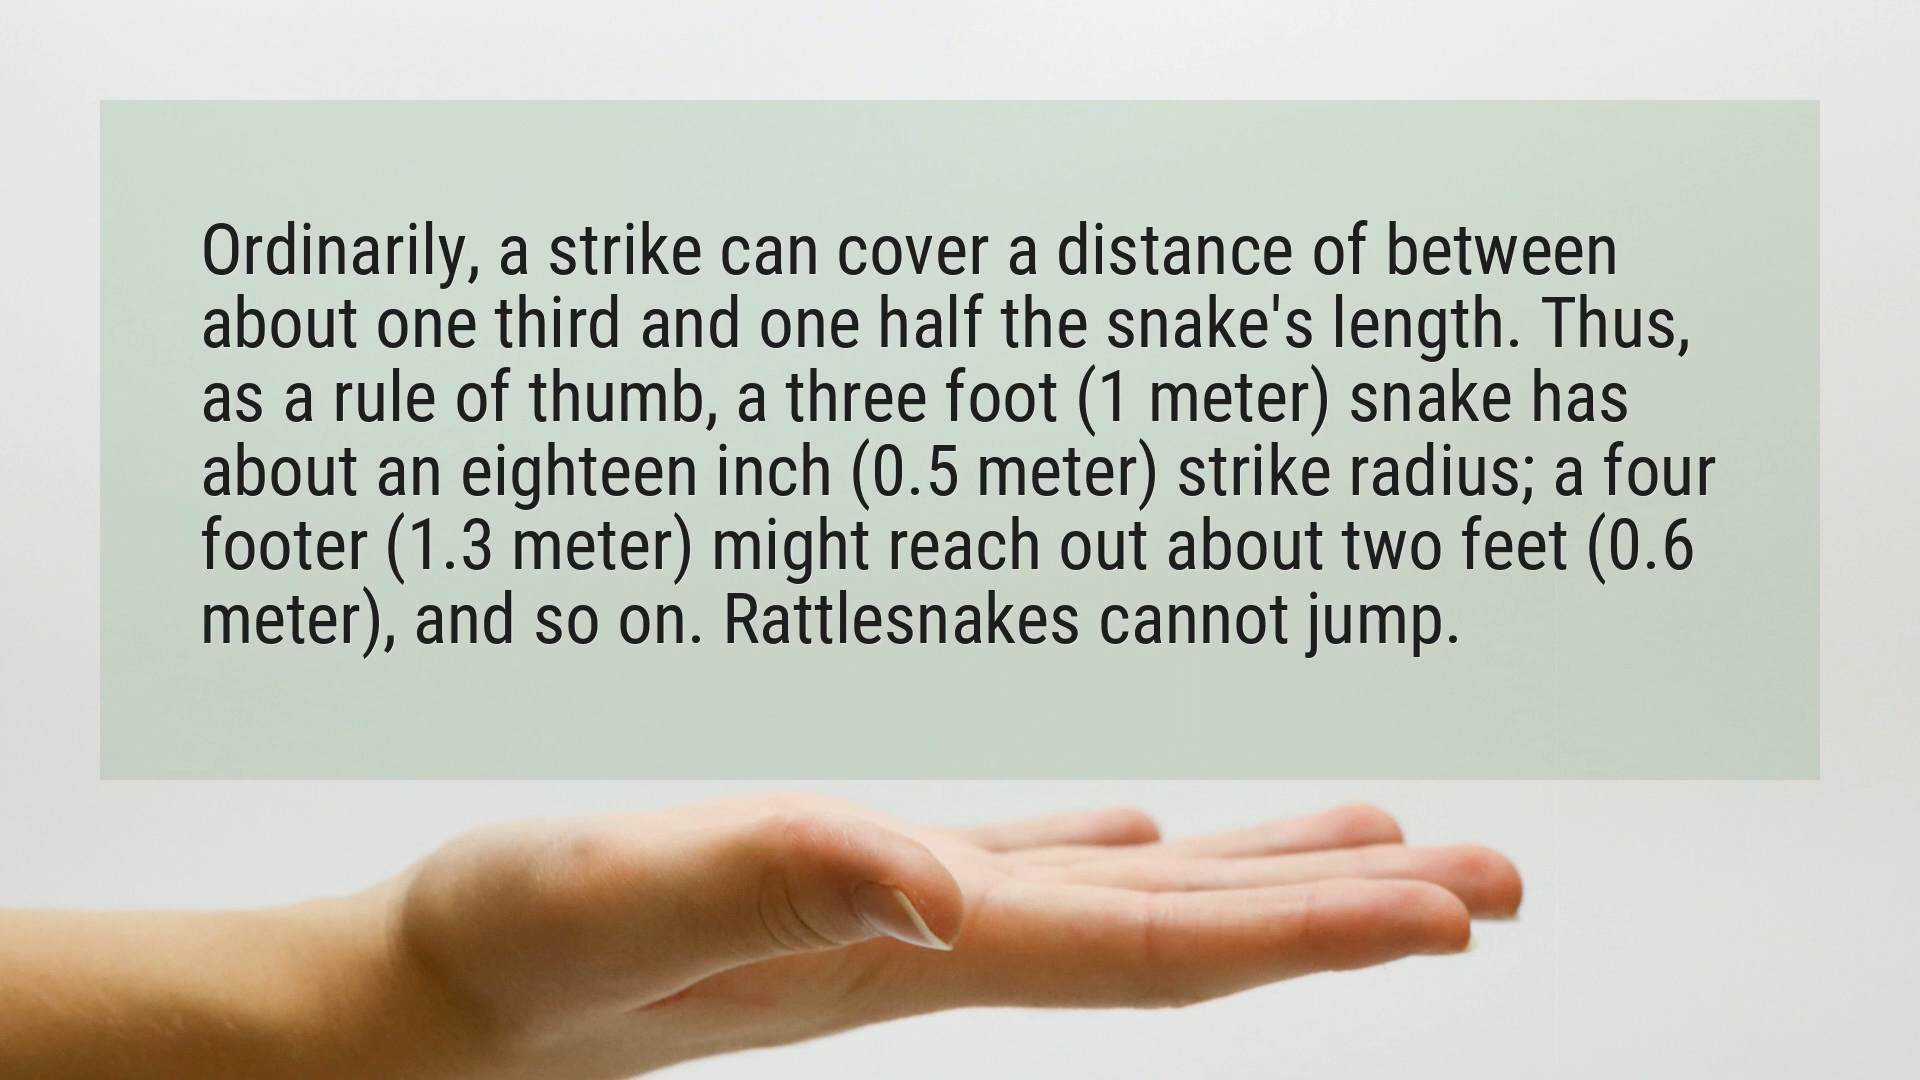 Ordinarily, a strike can cover a distance of between
about one third and one half the snake's length. Thus,
as a rule of thumb, a three foot (1 meter) snake has
about an eighteen inch (0.5 meter) strike radius; a four
footer (1.3 meter) might reach out about two feet (0.6
meter), and so on. Rattlesnakes cannot jump.